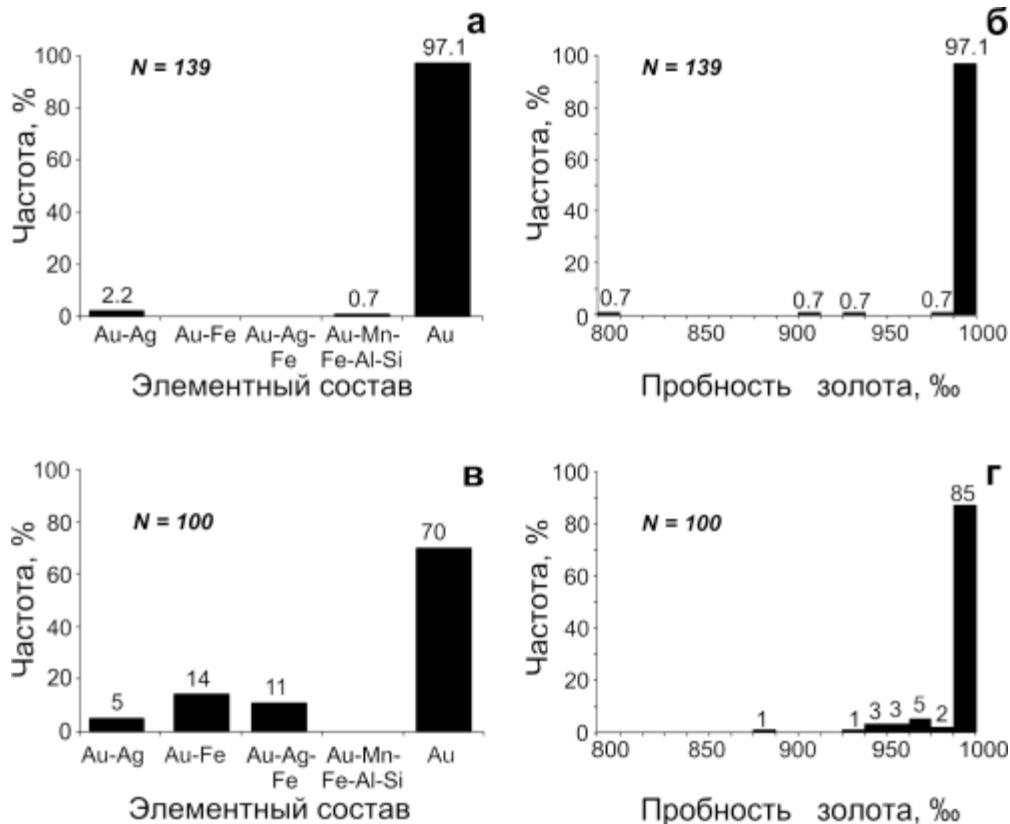 а
Частота, %
100
80
60
40
20
0
N = 139
2.2
0.7
97.1
Au-Ag
Au-Fe
Au-Ag-
Fe
Au-Mn-
Fe-Al-Si
Au
Элементный состав
б
Частота, %
100
80
60
40
20
0
N = 139
0.7
0.7
0.7
0.7
97.1
800
850
900
950
1000
Пробность золота, ‰
в
Частота, %
100
80
60
40
20
0
N = 100
5
14
11
70
Au-Ag
Au-Fe
Au-Ag-
Fe
Au-Mn-
Fe-Al-Si
Au
Элементный состав
г
Частота, %
100
80
60
40
20
0
N = 100
1
1
3
3
5
2
85
800
850
900
950
1000
Пробность золота, ‰